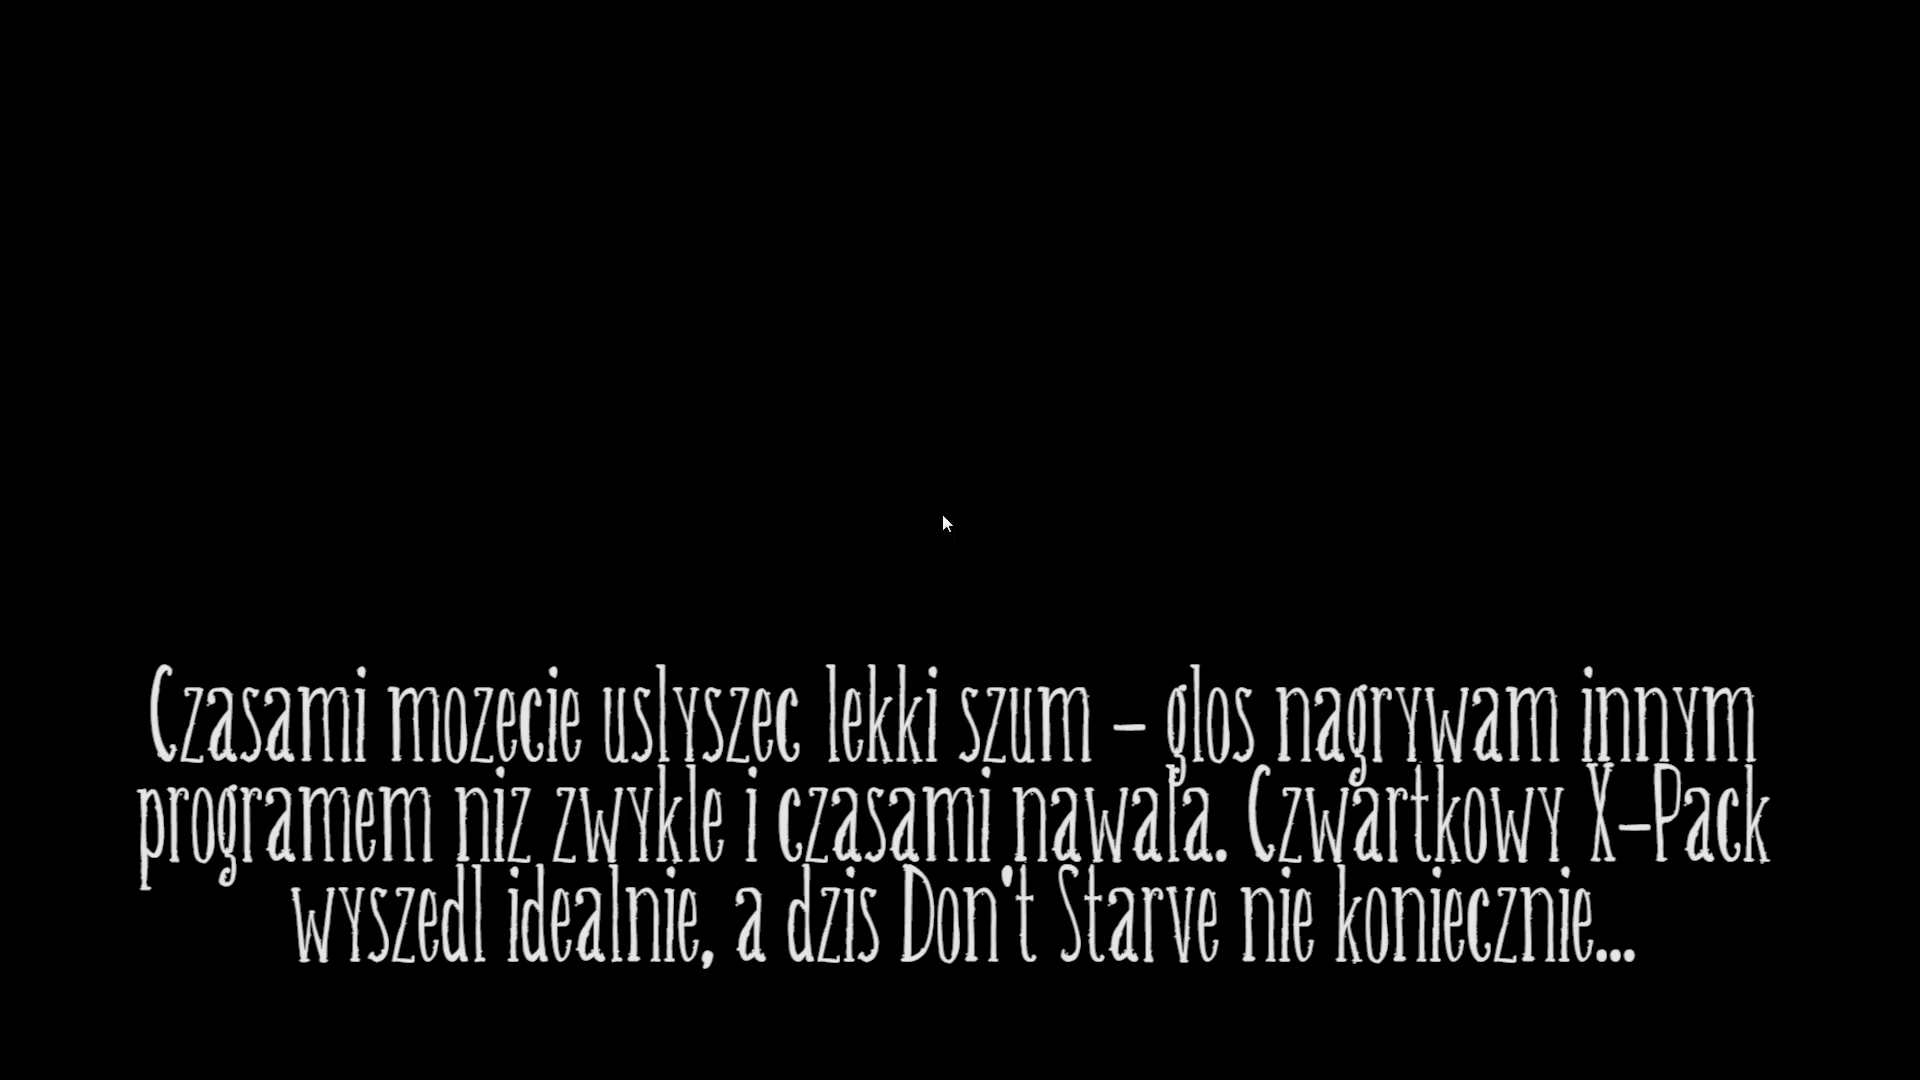 Czasami mozecie uslyszec lekki szum - glos nagrywam innym
programem niz zwykle i czasami nawala. Czwartkowy X-Pack
wyszedl idealnie, a dzis Don't Starve nie koniecznie...